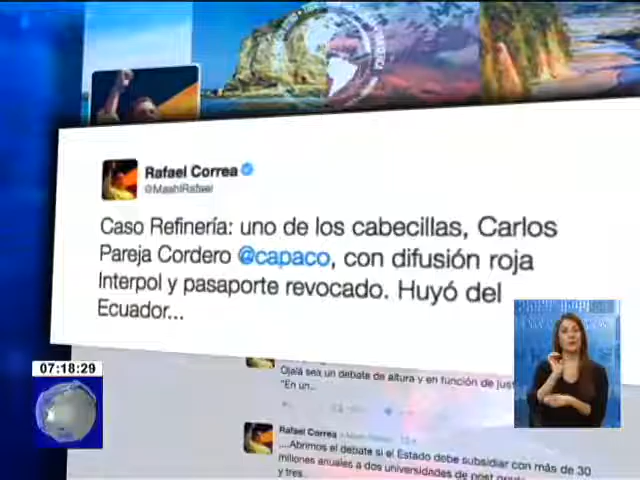 Rafael Correa
@MashiRafael
Caso Refinería: uno de los cabecillas, Carlos
Pareja Cordero @capaco, con difusión roja
Interpol y pasaporte revocado. Huyó del
Ecuador...
07:18:29
Ojalá sea un debate de altura y en función de
"En un...
Rafael Correa
....Abrimos el debate si el Estado debe subsidiar con más de 30
millones anuales a dos universidades de post
y tres...